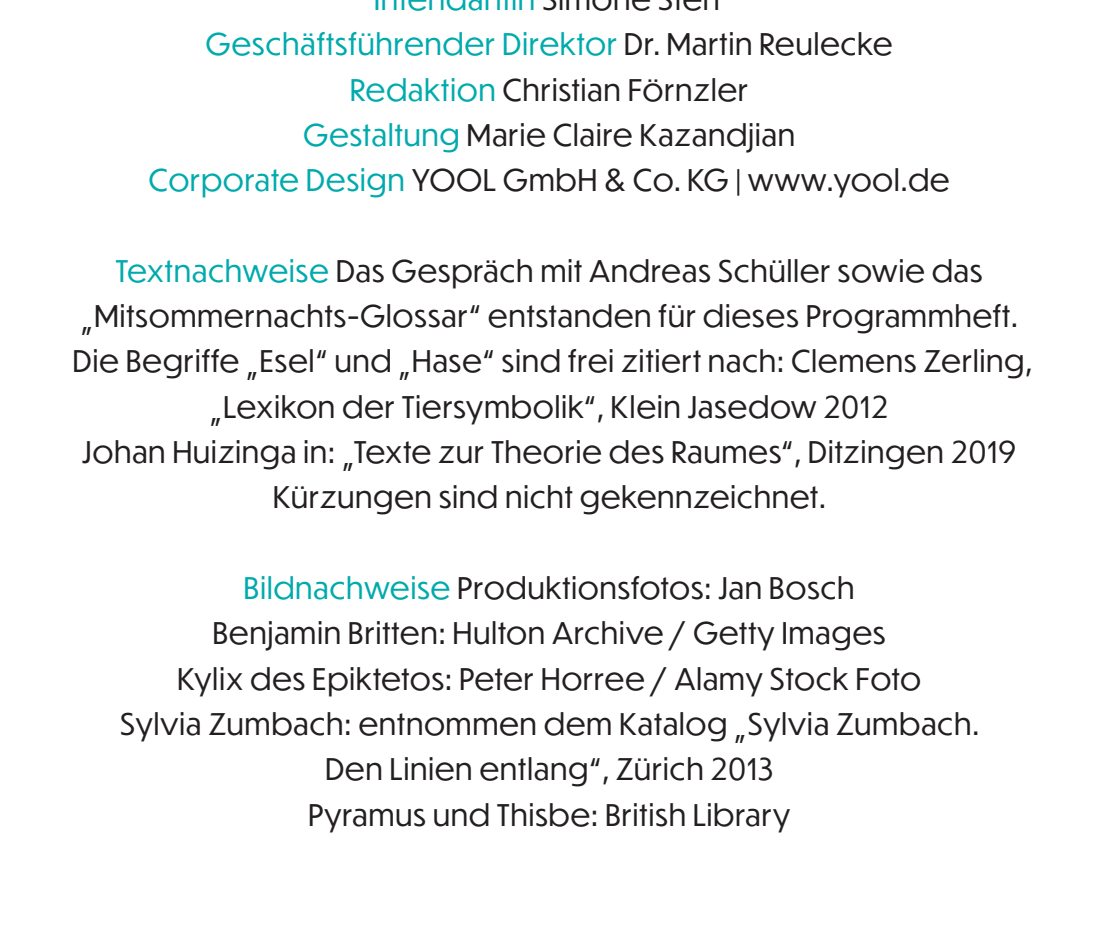 Intendantin Simone Sterr
Geschäftsführender Direktor Dr. Martin Reulecke
Redaktion Christian Förnzler
Gestaltung Marie Claire Kazandjian
Corporate Design YOOL GmbH & Co. KG | www.yool.de
Textnachweise Das Gespräch mit Andreas Schüller sowie das
„Mitsommernachts-Glossar“ entstanden für dieses Programmheft.
Die Begriffe „Esel“ und „Hase“ sind frei zitiert nach: Clemens Zerling,
„Lexikon der Tiersymbolik“, Klein Jasedow 2012
Johan Huizinga in: „Texte zur Theorie des Raumes“, Ditzingen 2019
Kürzungen sind nicht gekennzeichnet.
Bildnachweise Produktionsfotos: Jan Bosch
Benjamin Britten: Hulton Archive / Getty Images
Kylix des Epiktetos: Peter Horree / Alamy Stock Foto
Sylvia Zumbach: entnommen dem Katalog „Sylvia Zumbach.
Den Linien entlang“, Zürich 2013
Pyramus und Thisbe: British Library